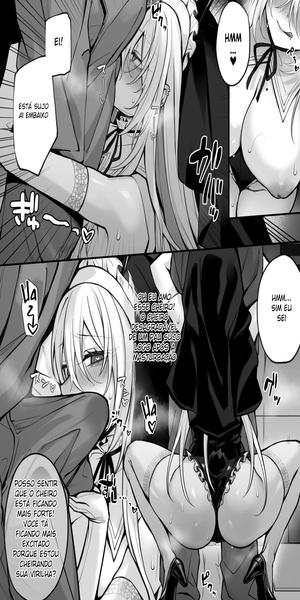 HMM
...♥
EI!
ESTÁ SUJO
AI EMBAIXO
HMM...
SIM EU
SEI
OH EU AMO
ESSE CHEIRO!
O CHEIRO
DESAGRADÁVEL
DE UM PAU SUJO
LOGO APÓS A
MASTURBAÇÃO
POSSO SENTIR
QUE O CHEIRO
ESTÁ FICANDO
MAIS FORTE!
VOCÊ TÁ
FICANDO MAIS
EXCITADO
PORQUE ESTOU
CHEIRANDO
SUA VIRILHA?